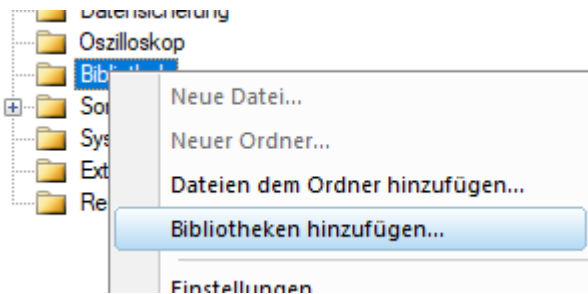 Datensicherung
Oszilloskop
Neue Datei...
Neuer Ordner...
Dateien dem Ordner hinzufügen...
Bibliotheken hinzufügen...
Einstellungen